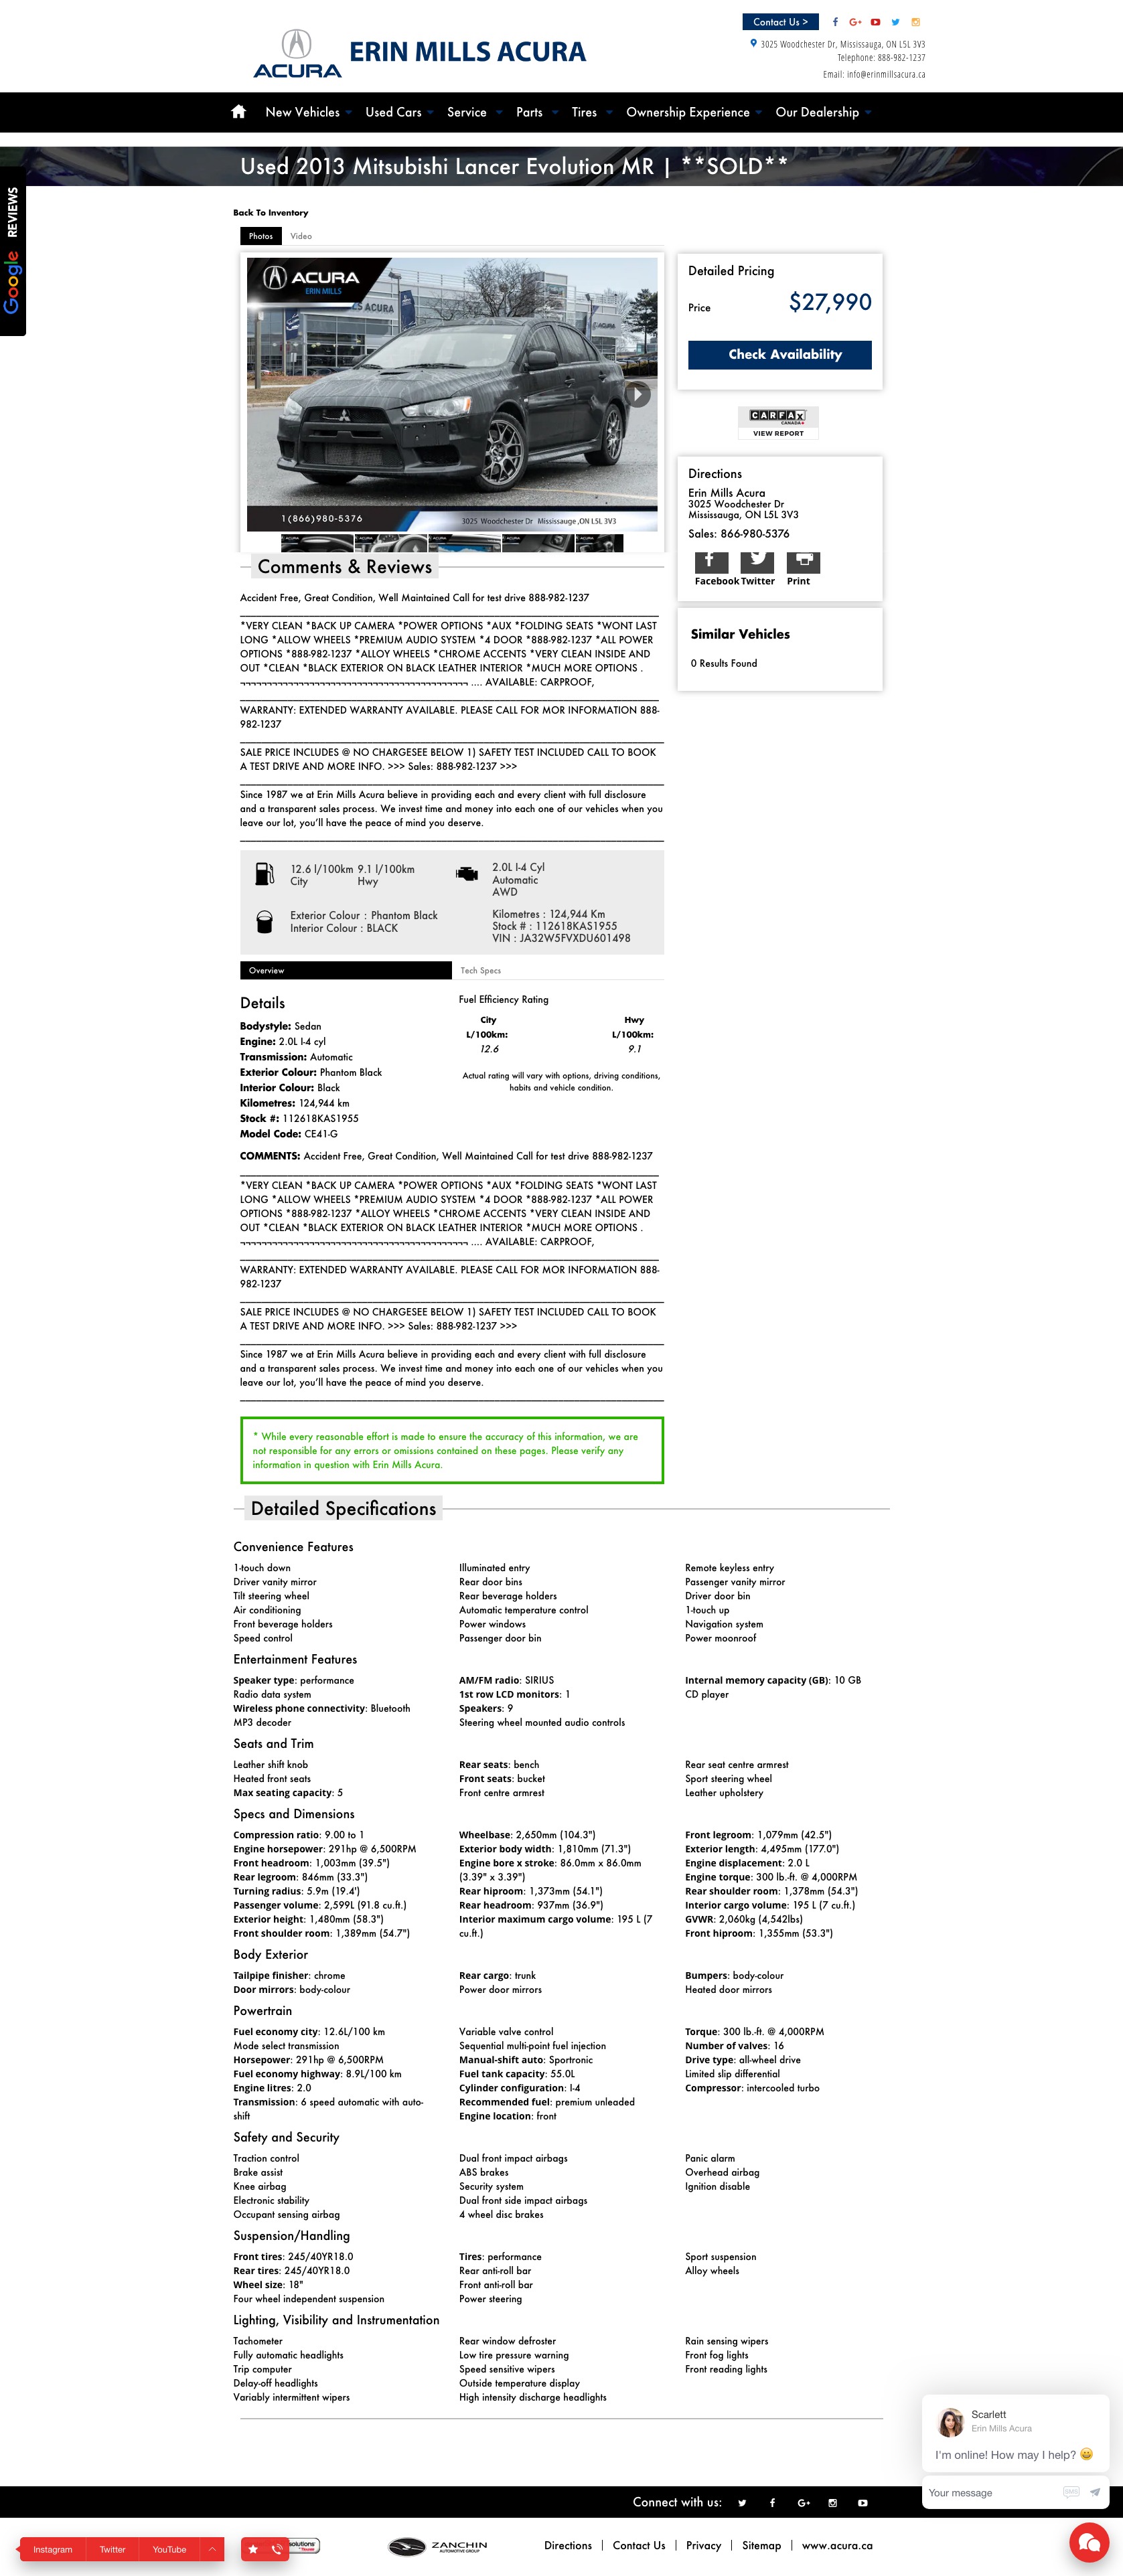 Contact Us >
ACURA
ERIN MILLS ACURA
3025 Woodchester Dr, Mississauga, ON L5L 3V3
Telephone: 888-982-1237
Email: info@erinmillsacura.ca
New Vehicles Used Cars Service Parts Tires Ownership Experience Our Dealership
Used 2013 Mitsubishi Lancer Evolution MR | **SOLD**
Google REVIEWS
Back To Inventory
Photos Video
ACURA
ERIN MILLS
1(866)980-5376
3025 Woodchester Dr Mississauge ,ON L5L 3V3
Detailed Pricing
Price $27,990
Check Availability
CARFAX
CANADA
VIEW REPORT
Directions
Erin Mills Acura
3025 Woodchester Dr
Mississauga, ON L5L 3V3
Sales: 866-980-5376
Facebook Twitter Print
Similar Vehicles
0 Results Found
Comments & Reviews
Accident Free, Great Condition, Well Maintained Call for test drive 888-982-1237
*VERY CLEAN *BACK UP CAMERA *POWER OPTIONS *AUX *FOLDING SEATS *WONT LAST
LONG *ALLOW WHEELS *PREMIUM AUDIO SYSTEM *4 DOOR *888-982-1237 *ALL POWER
OPTIONS *888-982-1237 *ALLOY WHEELS *CHROME ACCENTS *VERY CLEAN INSIDE AND
OUT *CLEAN *BLACK EXTERIOR ON BLACK LEATHER INTERIOR *MUCH MORE OPTIONS .
¬¬¬¬¬¬¬¬¬¬¬¬¬¬¬¬¬¬¬¬¬¬¬¬¬¬¬¬¬¬¬¬¬¬¬¬¬¬¬¬¬¬¬ .... AVAILABLE: CARPROOF,
WARRANTY: EXTENDED WARRANTY AVAILABLE. PLEASE CALL FOR MOR INFORMATION 888-
982-1237
SALE PRICE INCLUDES @ NO CHARGESEE BELOW 1) SAFETY TEST INCLUDED CALL TO BOOK
A TEST DRIVE AND MORE INFO. >>> Sales: 888-982-1237 >>>
Since 1987 we at Erin Mills Acura believe in providing each and every client with full disclosure
and a transparent sales process. We invest time and money into each one of our vehicles when you
leave our lot, you'll have the peace of mind you deserve.
12.6 l/100km 9.1 l/100km
City Hwy
2.0L I-4 Cyl
Automatic
AWD
Exterior Colour : Phantom Black
Interior Colour : BLACK
Kilometres : 124,944 Km
Stock # : 112618KAS1955
VIN : JA32W5FVXDU601498
Overview Tech Specs
Details
Bodystyle: Sedan
Engine: 2.0L I-4 cyl
Transmission: Automatic
Exterior Colour: Phantom Black
Interior Colour: Black
Kilometres: 124,944 km
Stock #: 112618KAS1955
Model Code: CE41-G
Fuel Efficiency Rating
City Hwy
L/100km: L/100km:
12.6 9.1
Actual rating will vary with options, driving conditions,
habits and vehicle condition.
COMMENTS: Accident Free, Great Condition, Well Maintained Call for test drive 888-982-1237
*VERY CLEAN *BACK UP CAMERA *POWER OPTIONS *AUX *FOLDING SEATS *WONT LAST
LONG *ALLOW WHEELS *PREMIUM AUDIO SYSTEM *4 DOOR *888-982-1237 *ALL POWER
OPTIONS *888-982-1237 *ALLOY WHEELS *CHROME ACCENTS *VERY CLEAN INSIDE AND
OUT *CLEAN *BLACK EXTERIOR ON BLACK LEATHER INTERIOR *MUCH MORE OPTIONS .
¬¬¬¬¬¬¬¬¬¬¬¬¬¬¬¬¬¬¬¬¬¬¬¬¬¬¬¬¬¬¬¬¬¬¬¬¬¬¬¬¬¬¬ .... AVAILABLE: CARPROOF,
WARRANTY: EXTENDED WARRANTY AVAILABLE. PLEASE CALL FOR MOR INFORMATION 888-
982-1237
SALE PRICE INCLUDES @ NO CHARGESEE BELOW 1) SAFETY TEST INCLUDED CALL TO BOOK
A TEST DRIVE AND MORE INFO. >>> Sales: 888-982-1237 >>>
Since 1987 we at Erin Mills Acura believe in providing each and every client with full disclosure
and a transparent sales process. We invest time and money into each one of our vehicles when you
leave our lot, you'll have the peace of mind you deserve.
* While every reasonable effort is made to ensure the accuracy of this information, we are
not responsible for any errors or omissions contained on these pages. Please verify any
information in question with Erin Mills Acura.
Detailed Specifications
Convenience Features
1-touch down Illuminated entry Remote keyless entry
Driver vanity mirror Rear door bins Passenger vanity mirror
Tilt steering wheel Rear beverage holders Driver door bin
Air conditioning Automatic temperature control 1-touch up
Front beverage holders Power windows Navigation system
Speed control Passenger door bin Power moonroof
Entertainment Features
Speaker type: performance AM/FM radio: SIRIUS Internal memory capacity (GB): 10 GB
Radio data system 1st row LCD monitors: 1 CD player
Wireless phone connectivity: Bluetooth Speakers: 9
MP3 decoder Steering wheel mounted audio controls
Seats and Trim
Leather shift knob Rear seats: bench Rear seat centre armrest
Heated front seats Front seats: bucket Sport steering wheel
Max seating capacity: 5 Front centre armrest Leather upholstery
Specs and Dimensions
Compression ratio: 9.00 to 1 Wheelbase: 2,650mm (104.3") Front legroom: 1,079mm (42.5")
Engine horsepower: 291hp @ 6,500RPM Exterior body width: 1,810mm (71.3") Exterior length: 4,495mm (177.0")
Front headroom: 1,003mm (39.5") Engine bore x stroke: 86.0mm x 86.0mm Engine displacement: 2.0 L
Rear legroom: 846mm (33.3") (3.39" x 3.39") Engine torque: 300 lb.-ft. @ 4,000RPM
Turning radius: 5.9m (19.4') Rear hiproom: 1,373mm (54.1") Rear shoulder room: 1,378mm (54.3")
Passenger volume: 2,599L (91.8 cu.ft.) Rear headroom: 937mm (36.9") Interior cargo volume: 195 L (7 cu.ft.)
Exterior height: 1,480mm (58.3") Interior maximum cargo volume: 195 L (7 GVWR: 2,060kg (4,542lbs)
Front shoulder room: 1,389mm (54.7") cu.ft.) Front hiproom: 1,355mm (53.3")
Body Exterior
Tailpipe finisher: chrome Rear cargo: trunk Bumpers: body-colour
Door mirrors: body-colour Power door mirrors Heated door mirrors
Powertrain
Fuel economy city: 12.6L/100 km Variable valve control Torque: 300 lb.-ft. @ 4,000RPM
Mode select transmission Sequential multi-point fuel injection Number of valves: 16
Horsepower: 291hp @ 6,500RPM Manual-shift auto: Sportronic Drive type: all-wheel drive
Fuel economy highway: 8.9L/100 km Fuel tank capacity: 55.0L Limited slip differential
Engine litres: 2.0 Cylinder configuration: I-4 Compressor: intercooled turbo
Transmission: 6 speed automatic with auto- Recommended fuel: premium unleaded
shift Engine location: front
Safety and Security
Traction control Dual front impact airbags Panic alarm
Brake assist ABS brakes Overhead airbag
Knee airbag Security system Ignition disable
Electronic stability Dual front side impact airbags
Occupant sensing airbag 4 wheel disc brakes
Suspension/Handling
Front tires: 245/40YR18.0 Tires: performance Sport suspension
Rear tires: 245/40YR18.0 Rear anti-roll bar Alloy wheels
Wheel size: 18" Front anti-roll bar
Four wheel independent suspension Power steering
Lighting, Visibility and Instrumentation
Tachometer Rear window defroster Rain sensing wipers
Fully automatic headlights Low tire pressure warning Front fog lights
Trip computer Speed sensitive wipers Front reading lights
Delay-off headlights Outside temperature display
Variably intermittent wipers High intensity discharge headlights
Scarlett
Erin Mills Acura
I'm online! How may I help? 😀
Your message
SMS
Connect with us:
Instagram Twitter YouTube
solutions
ZANCHIN
AUTOMOTIVE GROUP
Directions | Contact Us | Privacy | Sitemap | www.acura.ca